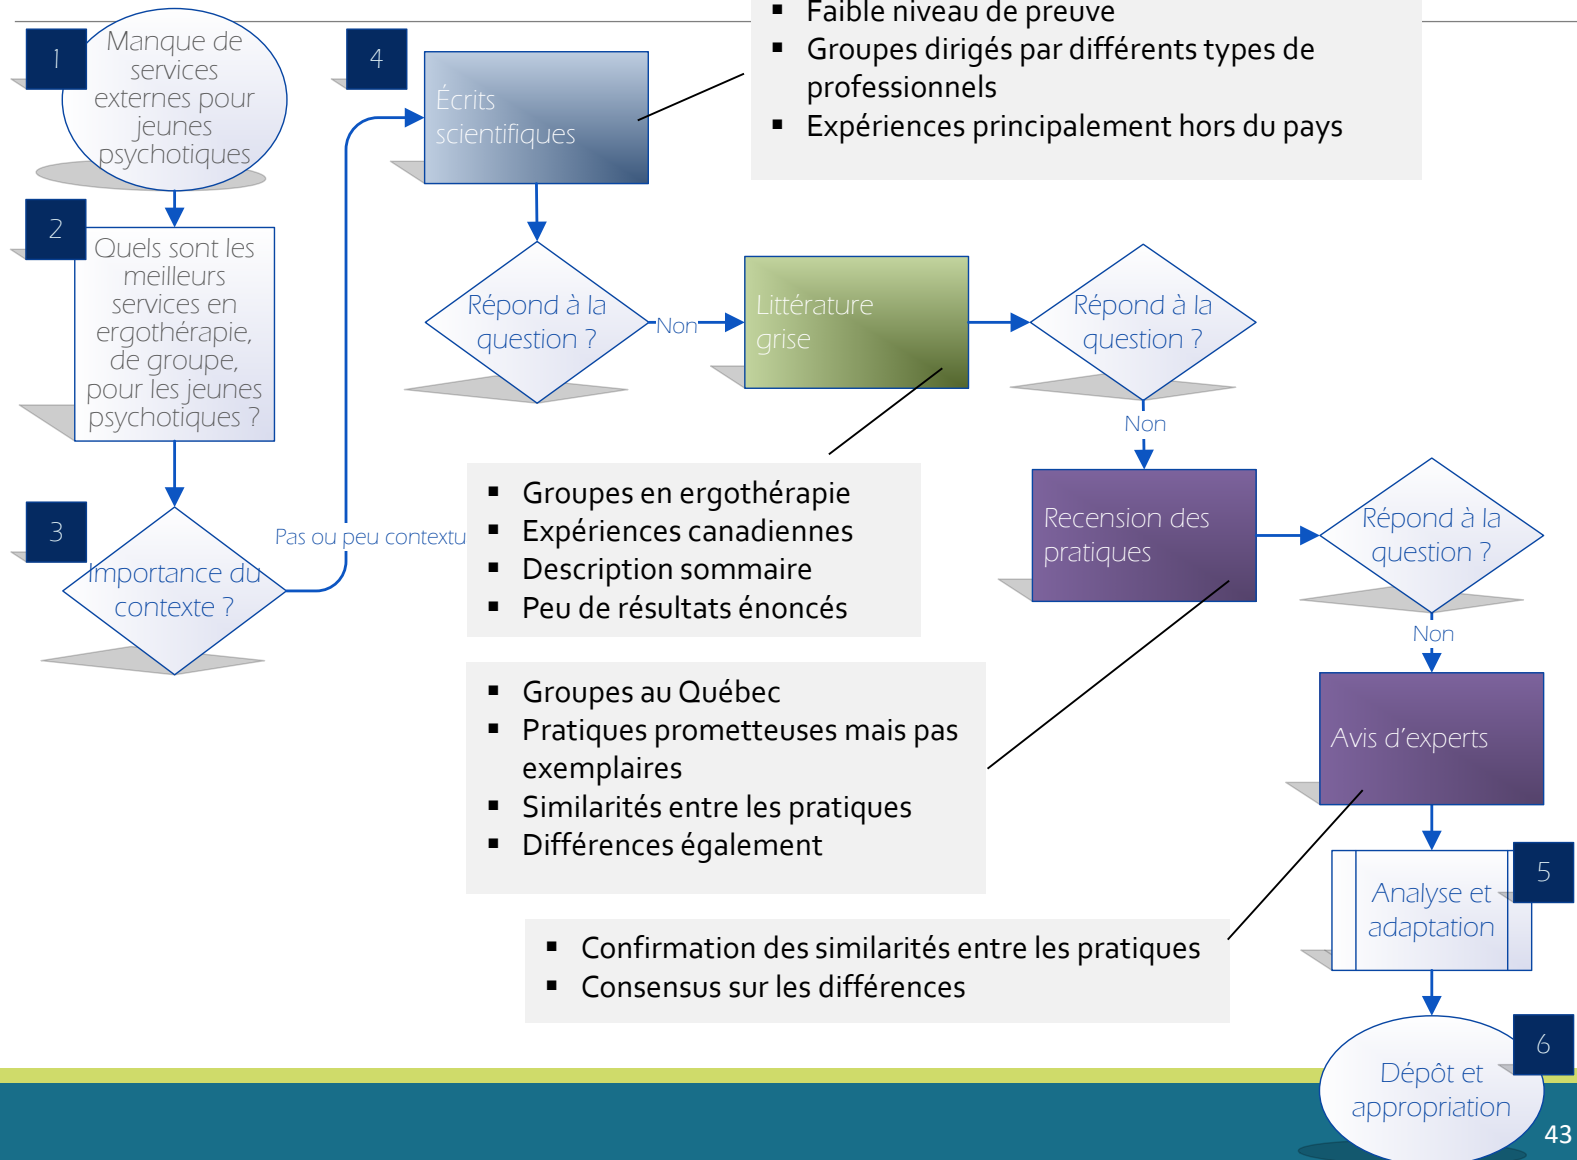 1
Manque de
services
externes pour
jeunes
psychotiques
2
Quels sont les
meilleurs
services en
ergothérapie,
de groupe,
pour les jeunes
psychotiques ?
3
Importance du
contexte ?
Pas ou peu contextu
4
Écrits
scientifiques
▪ Faible niveau de preuve
▪ Groupes dirigés par différents types de
professionnels
▪ Expériences principalement hors du pays
Répond à la
question ?
Non
Littérature
grise
▪ Groupes en ergothérapie
▪ Expériences canadiennes
▪ Description sommaire
▪ Peu de résultats énoncés
Répond à la
question ?
Non
Recension des
pratiques
▪ Groupes au Québec
▪ Pratiques prometteuses mais pas
exemplaires
▪ Similarités entre les pratiques
▪ Différences également
Répond à la
question ?
Non
Avis d’experts
▪ Confirmation des similarités entre les pratiques
▪ Consensus sur les différences
5
Analyse et
adaptation
6
Dépôt et
appropriation
43